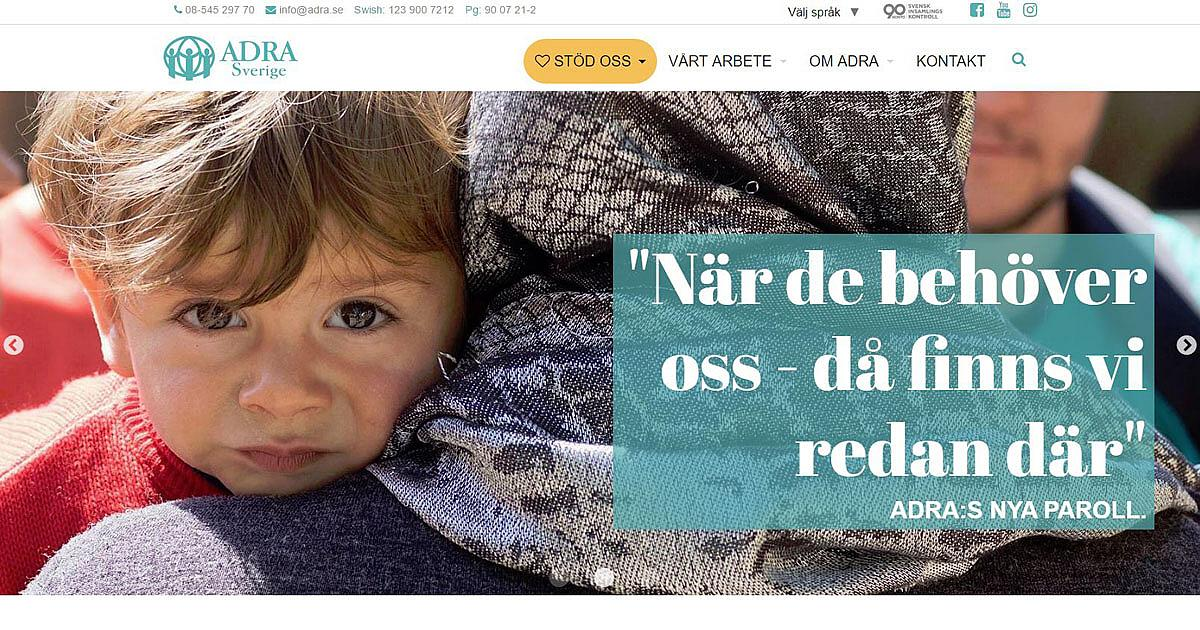 08-545 297 70 info@adra.se Swish: 123 900 7212 Pg: 90 07 21-2
Välj språk ▼
90 KONTO SVENSK INSAMLINGS KONTROLL
You Tube
ADRA
Sverige
STÖD OSS
VÅRT ARBETE
OM ADRA
KONTAKT
"När de behöver
oss - då finns vi
redan där"
ADRA:S NYA PAROLL.